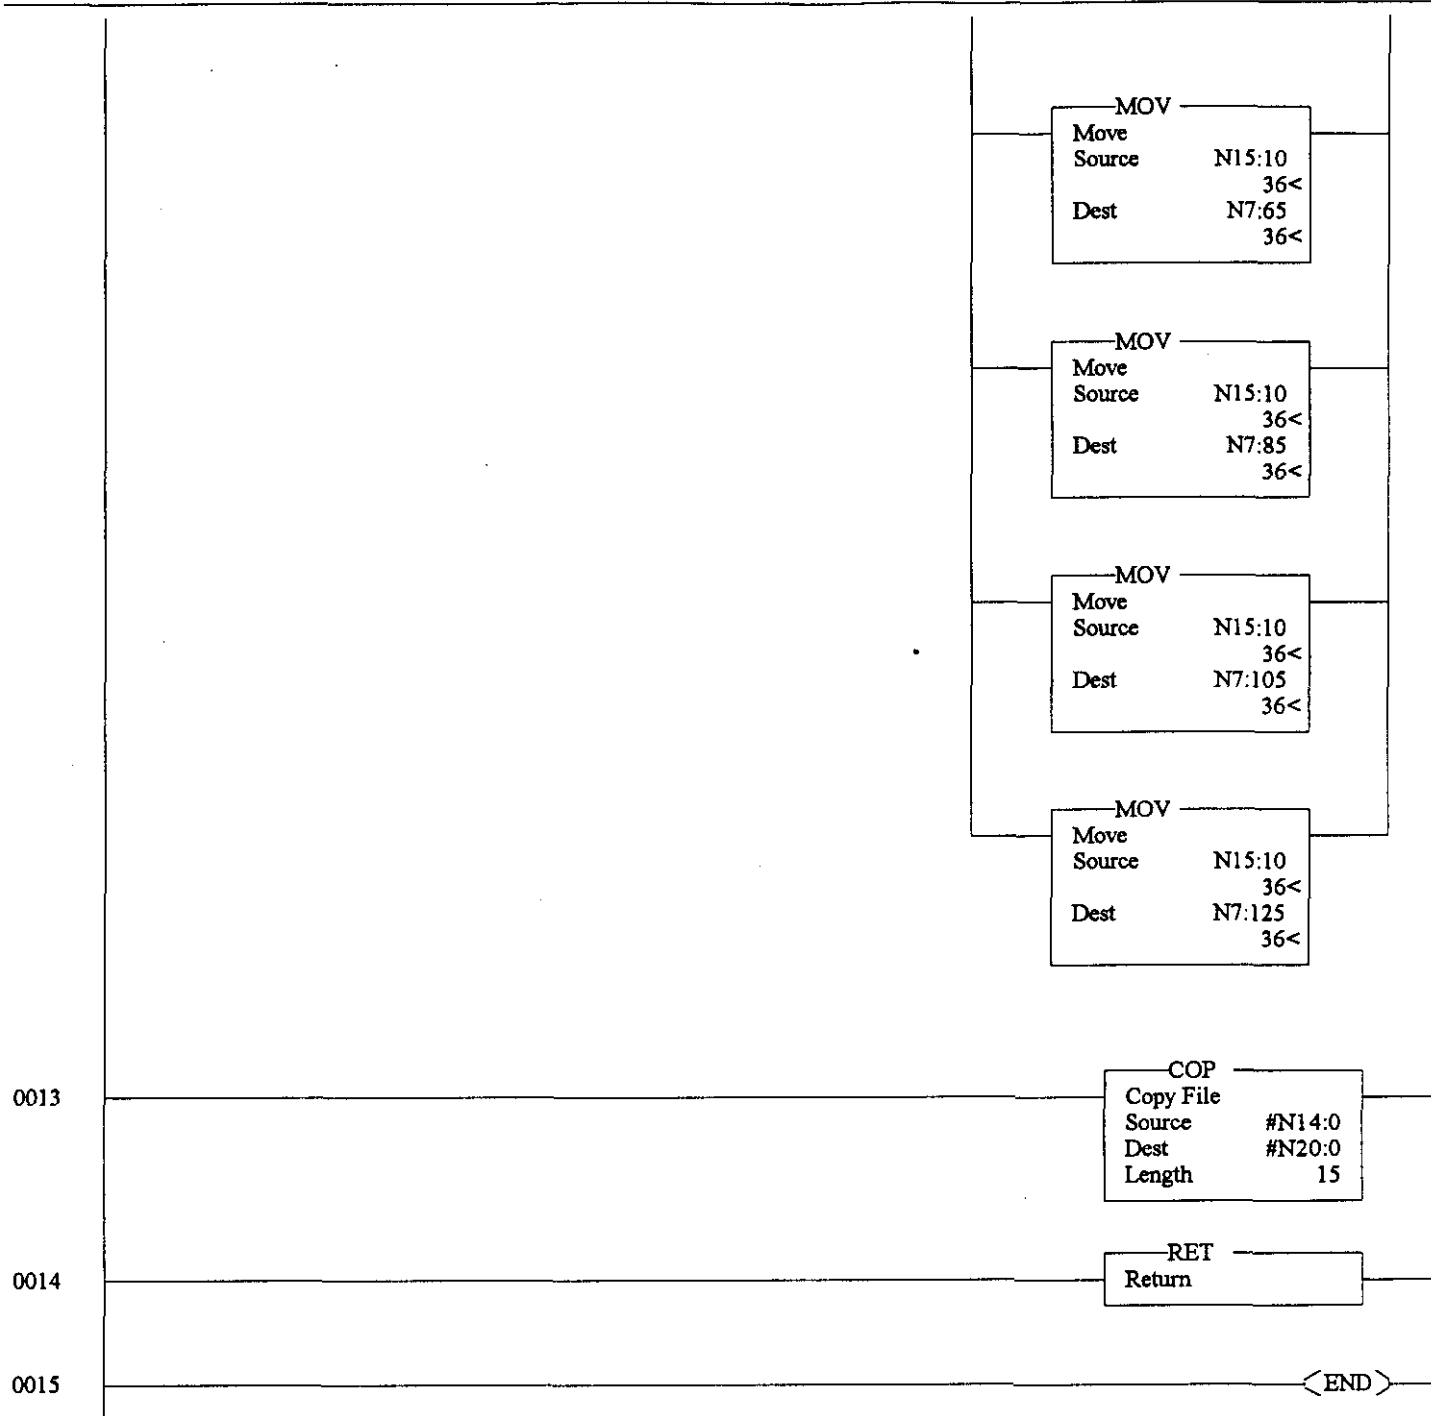 MOV
Move
Source N15:10
36<
Dest N7:65
36<
MOV
Move
Source N15:10
36<
Dest N7:85
36<
MOV
Move
Source N15:10
36<
Dest N7:105
36<
MOV
Move
Source N15:10
36<
Dest N7:125
36<
0013
COP
Copy File
Source #N14:0
Dest #N20:0
Length 15
0014
RET
Return
0015
END